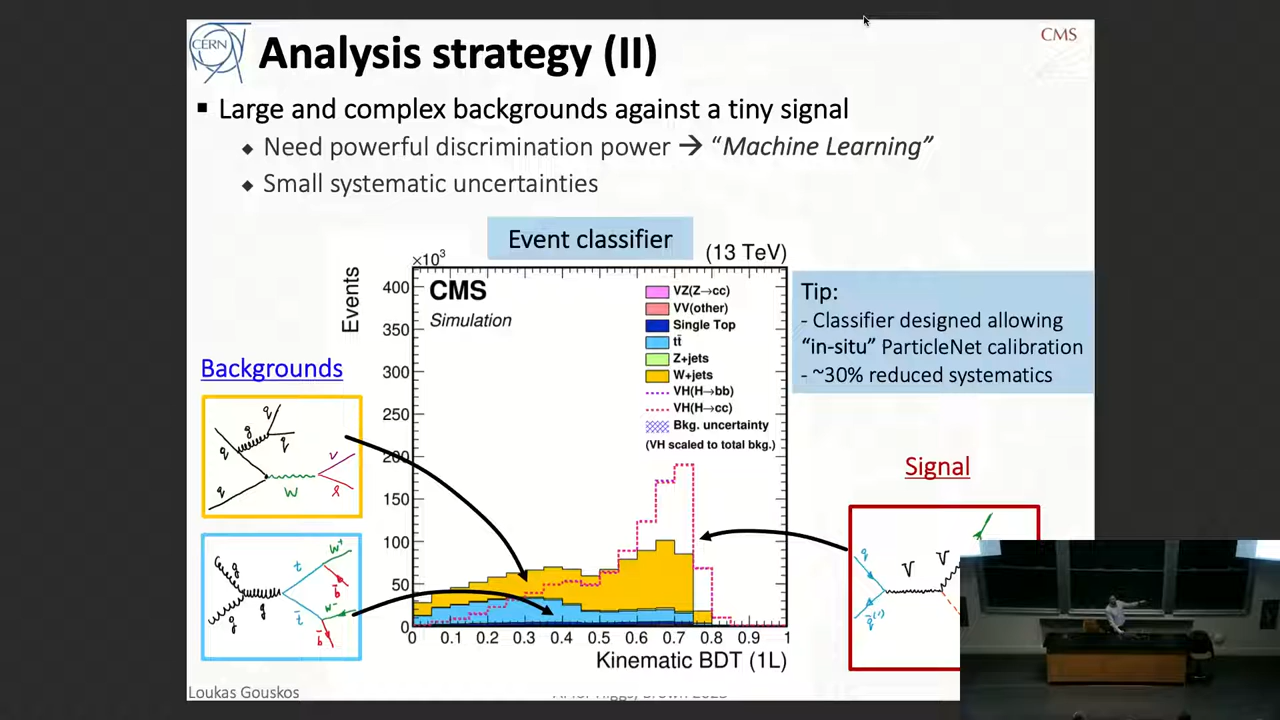 CERN
Analysis strategy (II)
CMS
▪ Large and complex backgrounds against a tiny signal
◆ Need powerful discrimination power → “Machine Learning”
◆ Small systematic uncertainties
Event classifier
×10³
(13 TeV)
Events
CMS
Simulation
VZ(Z→cc)
VV(other)
Single Top
tt̄
Z+jets
W+jets
VH(H→bb)
VH(H→cc)
Bkg. uncertainty
(VH scaled to total bkg.)
400
350
300
250
200
150
100
50
0
0 0.1 0.2 0.3 0.4 0.5 0.6 0.7 0.8 0.9 1
Kinematic BDT (1L)
Tip:
- Classifier designed allowing
“in-situ” ParticleNet calibration
- ~30% reduced systematics
Backgrounds
q
g
q
q
q
W
ν
q
g
g
g
t
t̄
W+
b̄
W-
b̄
Signal
q
V
V
Loukas Gouskos